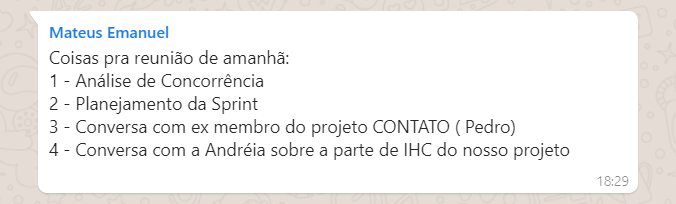 Mateus Emanuel
Coisas pra reunião de amanhã:
1 - Análise de Concorrência
2 - Planejamento da Sprint
3 - Conversa com ex membro do projeto CONTATO ( Pedro)
4 - Conversa com a Andréia sobre a parte de IHC do nosso projeto
18:29